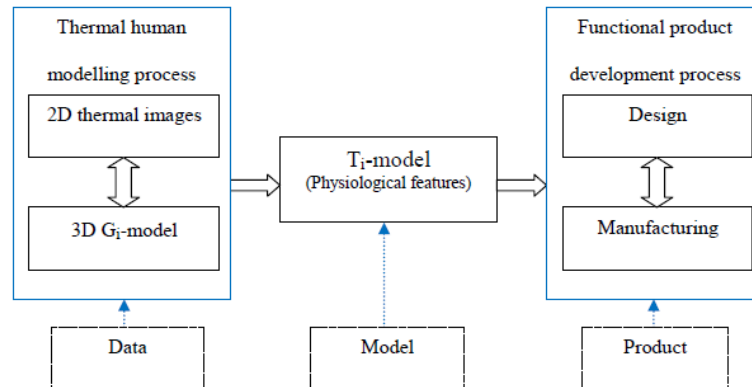 Thermal human
modelling process
2D thermal images
3D Gi-model
Ti-model
(Physiological features)
Functional product
development process
Design
Manufacturing
Data
Model
Product